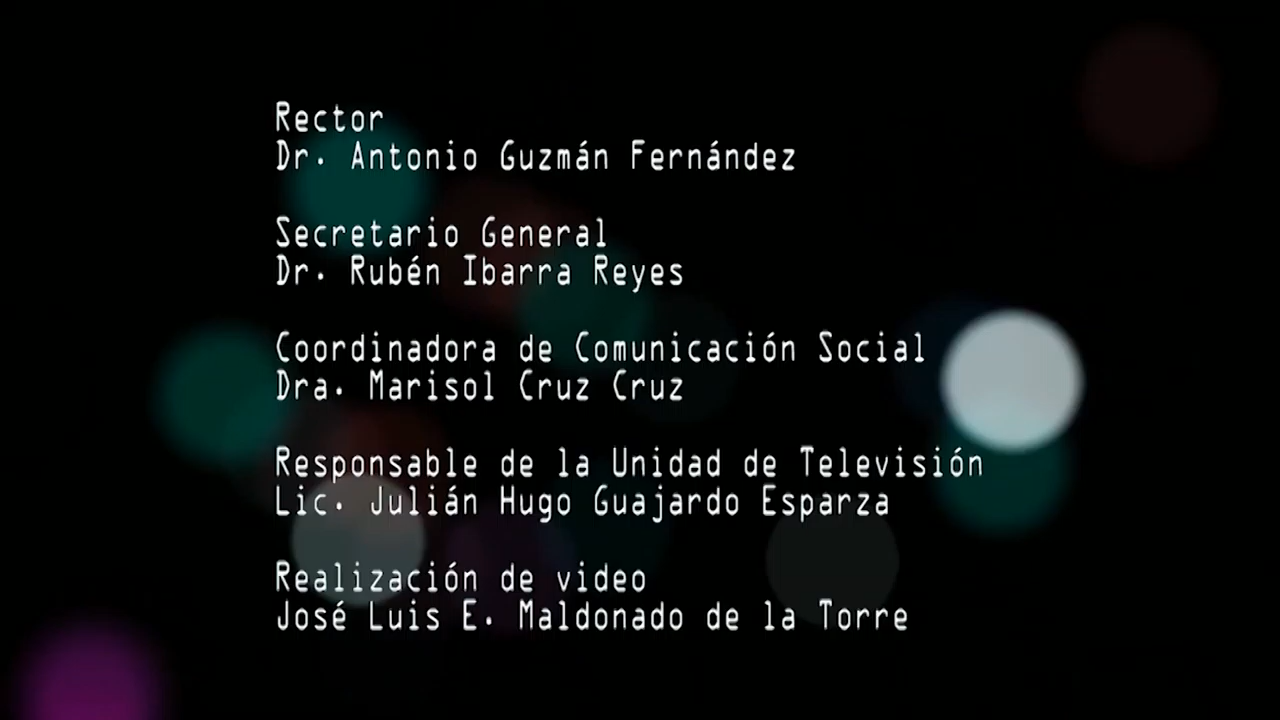 Rector
Dr. Antonio Guzmán Fernández
Secretario General
Dr. Rubén Ibarra Reyes
Coordinadora de Comunicación Social
Dra. Marisol Cruz Cruz
Responsable de la Unidad de Televisión
Lic. Julián Hugo Guajardo Esparza
Realización de video
José Luis E. Maldonado de la Torre